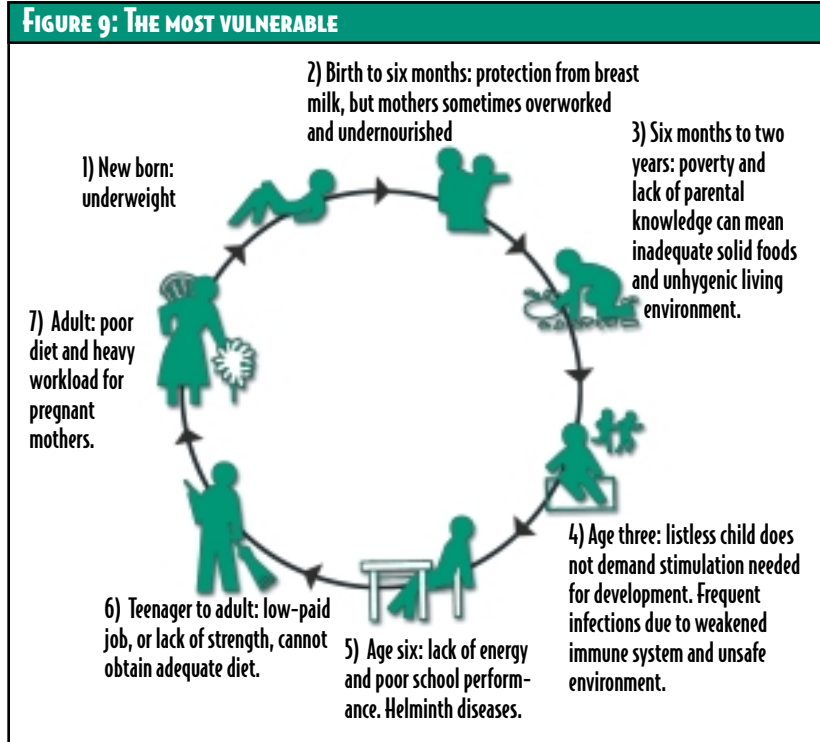 FIGURE 9: THE MOST VULNERABLE
1) New born:
underweight
2) Birth to six months: protection from breast
milk, but mothers sometimes overworked
and undernourished
3) Six months to two
years: poverty and
lack of parental
knowledge can mean
inadequate solid foods
and unhygenic living
environment.
4) Age three: listless child does
not demand stimulation needed
for development. Frequent
infections due to weakened
immune system and unsafe
environment.
5) Age six: lack of energy
and poor school perform-
ance. Helminth diseases.
6) Teenager to adult: low-paid
job, or lack of strength, cannot
obtain adequate diet.
7) Adult: poor
diet and heavy
workload for
pregnant
mothers.